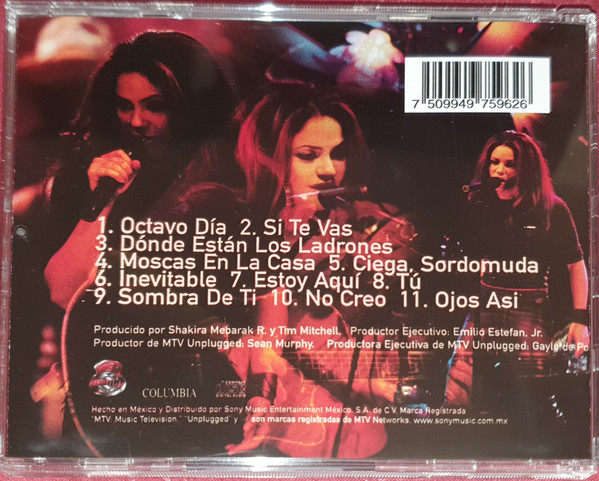 7 509949 759626
1. Octavo Día 2. Si Te Vas
3. Dónde Están Los Ladrones
4. Moscas En La Casa 5. Ciega, Sordomuda
6. Inevitable 7. Estoy Aquí 8. Tú
9. Sombra De Ti 10. No Creo 11. Ojos Asi
Producido por Shakira Mebarak R. y Tim Mitchell. Productor Ejecutivo: Emilio Estefan, Jr.
Productor de MTV Unplugged: Sean Murphy. Productora Ejecutiva de MTV Unplugged: Gayle de Po
COLUMBIA
Hecho en México y Distribuido por Sony Music Entertainment México, S.A. de C.V. Marca Registrada
"MTV. Music Television," "Unplugged" y son marcas registradas de MTV Networks. www.sonymusic.com.mx